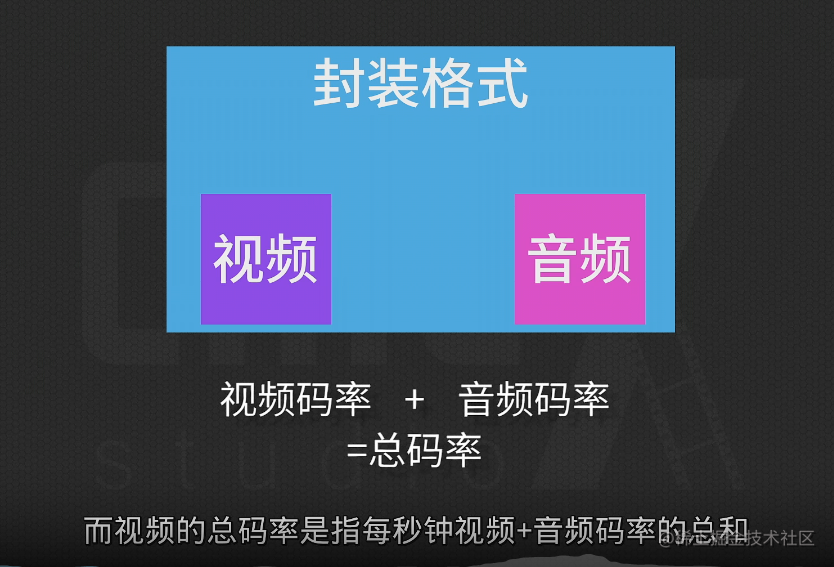 封装格式
视频 音频
视频码率 + 音频码率
=总码率
studio
而视频的总码率是指每秒钟视频+音频码率的总和
@稀土掘金技术社区